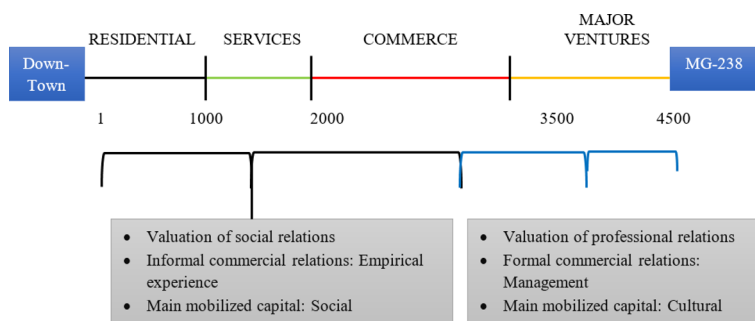 MAJOR
RESIDENTIAL SERVICES COMMERCE VENTURES
Down-
Town
MG-238
1 1000 2000 3500 4500
• Valuation of social relations
• Informal commercial relations: Empirical
experience
• Main mobilized capital: Social
• Valuation of professional relations
• Formal commercial relations:
Management
• Main mobilized capital: Cultural